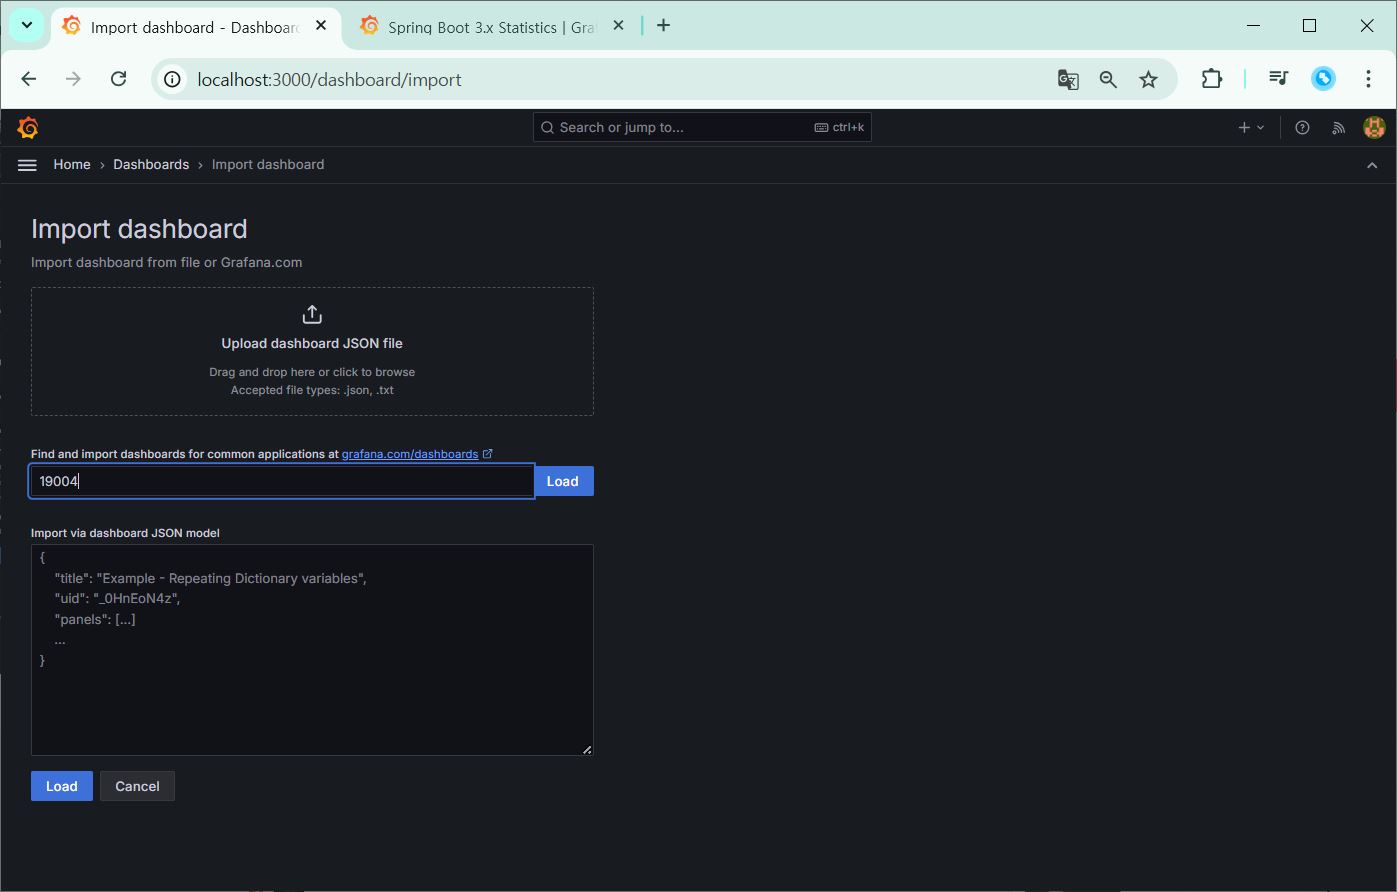 Import dashboard - Dashboard
Spring Boot 3.x Statistics | Gra
localhost:3000/dashboard/import
Search or jump to...
ctrl+k
Home › Dashboards › Import dashboard
Import dashboard
Import dashboard from file or Grafana.com
Upload dashboard JSON file
Drag and drop here or click to browse
Accepted file types: .json, .txt
Find and import dashboards for common applications at grafana.com/dashboards
19004
Load
Import via dashboard JSON model
{
"title": "Example - Repeating Dictionary variables",
"uid": "_0HnEoN4z",
"panels": [...]
...
}
Load
Cancel